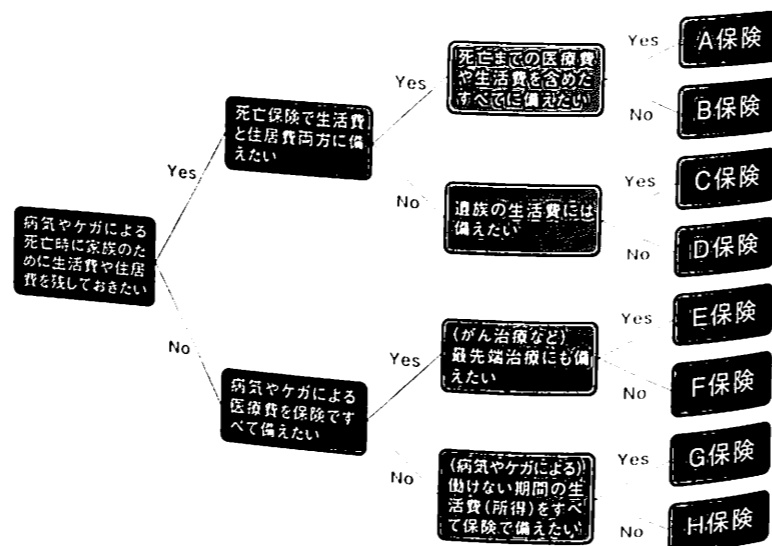 病気やケガによる
死亡時に家族のた
めに生活費や住居
費を残しておきたい
Yes
No
死亡保険で生活費
と住居費両方に備
えたい
Yes
No
病気やケガによる
医療費を保険です
べて備えたい
Yes
No
死亡までの医療費
や生活費を含めた
すべてに備えたい
Yes
No
遺族の生活費には
備えたい
Yes
No
(がん治療など)
最先端治療にも備
えたい
Yes
No
(病気やケガによる)
働けない期間の生
活費(所得)をすべ
て保険で備えたい
Yes
No
A保険
B保険
C保険
D保険
E保険
F保険
G保険
H保険